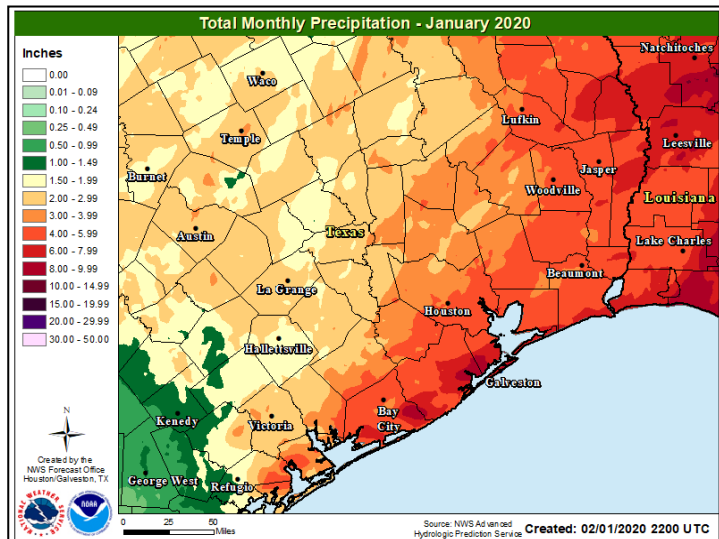 Total Monthly Precipitation - January 2020
Inches
0.00
0.01 - 0.09
0.10 - 0.24
0.25 - 0.49
0.50 - 0.99
1.00 - 1.49
1.50 - 1.99
2.00 - 2.99
3.00 - 3.99
4.00 - 5.99
6.00 - 7.99
8.00 - 9.99
10.00 - 14.99
15.00 - 19.99
20.00 - 29.99
30.00 - 50.00
Natchitoches
Waco
Lufkin
Temple
Leesville
Burnet
Jasper
Woodville
Louisiana
Austin
Texas
Lake Charles
Beaumont
La Grange
Houston
Hallettsville
Galveston
Kenedy
Victoria
Bay
City
George West
Refugio
N
Created by the
NWS Forecast Office
Houston/Galveston, TX
NOAA
0 25 50
Miles
Source: NWS Advanced
Hydrologic Prediction Service
Created: 02/01/2020 2200 UTC